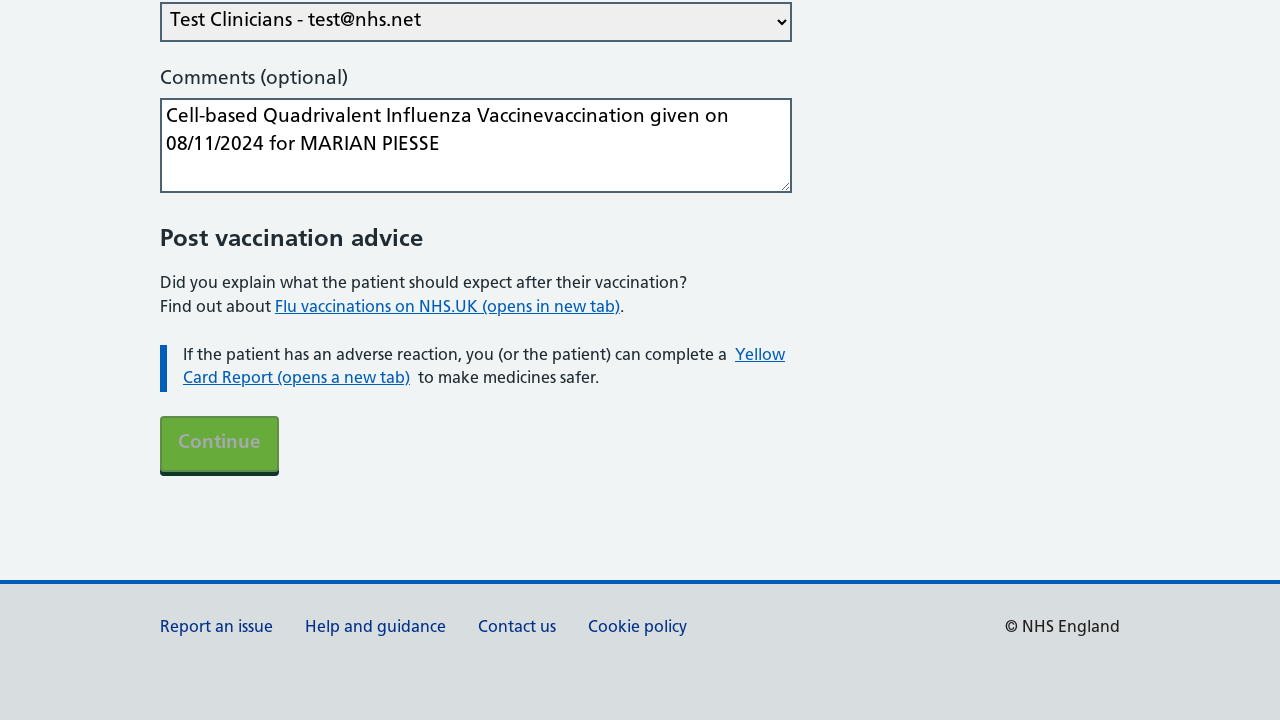 Test Clinicians - test@nhs.net
Comments (optional)
Cell-based Quadrivalent Influenza Vaccinevaccination given on
08/11/2024 for MARIAN PIESSE
Post vaccination advice
Did you explain what the patient should expect after their vaccination?
Find out about Flu vaccinations on NHS.UK (opens in new tab).
If the patient has an adverse reaction, you (or the patient) can complete a Yellow
Card Report (opens a new tab) to make medicines safer.
Continue
Report an issue Help and guidance Contact us Cookie policy © NHS England